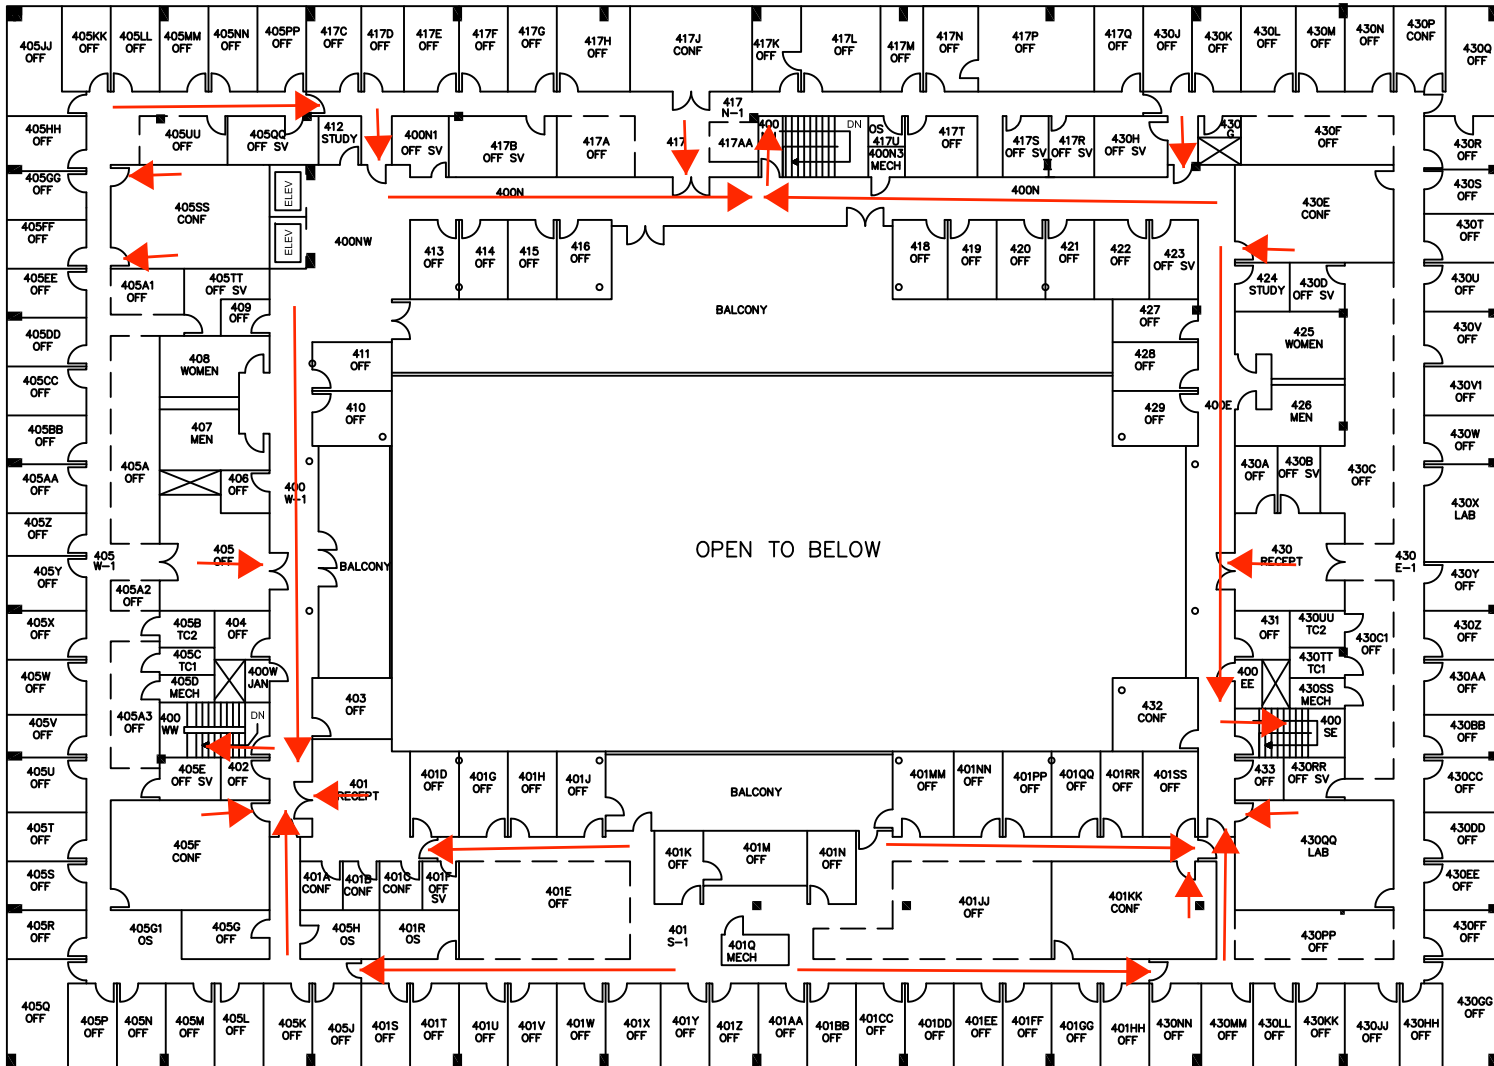 405JJ
OFF
405KK
OFF
405LL
OFF
405MM
OFF
405NN
OFF
405PP
OFF
417C
OFF
417D
OFF
417E
OFF
417F
OFF
417G
OFF
417H
OFF
417J
CONF
417K
OFF
417L
OFF
417M
OFF
417N
OFF
417P
OFF
417Q
OFF
430J
OFF
430K
OFF
430L
OFF
430M
OFF
430N
OFF
430P
CONF
430Q
OFF
417
N-1
405HH
OFF
405UU
OFF
405QQ
OFF SV
412
STUDY
400N1
OFF SV
417B
OFF SV
417A
OFF
417
417AA
400
DN
OS
417U
400N3
MECH
417T
OFF
417S
OFF SV
417R
OFF SV
430H
OFF SV
430
G
430F
OFF
430R
OFF
405GG
OFF
405SS
CONF
ELEV
ELEV
400N
400N
430E
CONF
430S
OFF
405FF
OFF
400NW
413
OFF
414
OFF
415
OFF
416
OFF
418
OFF
419
OFF
420
OFF
421
OFF
422
OFF
423
OFF SV
430T
OFF
405EE
OFF
405A1
OFF
405TT
OFF SV
409
OFF
BALCONY
424
STUDY
430D
OFF SV
430U
OFF
405DD
OFF
408
WOMEN
411
OFF
427
OFF
428
OFF
425
WOMEN
430V
OFF
405CC
OFF
410
OFF
429
OFF
400E
426
MEN
430V1
OFF
405BB
OFF
407
MEN
430W
OFF
405AA
OFF
405A
OFF
406
OFF
400
W-1
430A
OFF
430B
OFF SV
430C
OFF
430X
LAB
405Z
OFF
405
W-1
405
OFF
BALCONY
OPEN TO BELOW
430
RECEPT
430
E-1
405Y
OFF
405A2
OFF
430Y
OFF
405X
OFF
405B
TC2
404
OFF
431
OFF
430UU
TC2
430C1
OFF
430Z
OFF
405W
OFF
405C
TC1
405D
MECH
400W
JAN
403
OFF
432
CONF
400
EE
430TT
TC1
430SS
MECH
430AA
OFF
405V
OFF
405A3
OFF
400
WW
DN
400
SE
430BB
OFF
405U
OFF
405E
OFF SV
402
OFF
401
RECEPT
401D
OFF
401G
OFF
401H
OFF
401J
OFF
BALCONY
401MM
OFF
401NN
OFF
401PP
OFF
401QQ
OFF
401RR
OFF
401SS
OFF
433
OFF
430RR
OFF SV
430CC
OFF
405T
OFF
405F
CONF
401K
OFF
401M
OFF
401N
OFF
430QQ
LAB
430DD
OFF
405S
OFF
401A
CONF
401B
CONF
401C
CONF
401F
OFF
SV
401E
OFF
401JJ
OFF
401KK
CONF
430EE
OFF
405R
OFF
405G1
OS
405G
OFF
405H
OS
401R
OS
401
S-1
401Q
MECH
430PP
OFF
430FF
OFF
405Q
OFF
405P
OFF
405N
OFF
405M
OFF
405L
OFF
405K
OFF
405J
OFF
401S
OFF
401T
OFF
401U
OFF
401V
OFF
401W
OFF
401X
OFF
401Y
OFF
401Z
OFF
401AA
OFF
401BB
OFF
401CC
OFF
401DD
OFF
401EE
OFF
401FF
OFF
401GG
OFF
401HH
OFF
430NN
OFF
430MM
OFF
430LL
OFF
430KK
OFF
430JJ
OFF
430HH
OFF
430GG
OFF